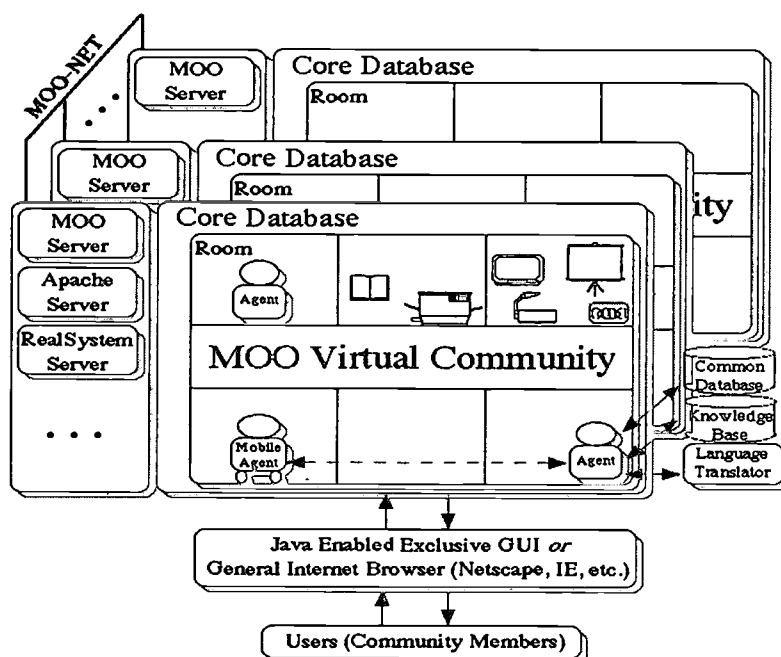 MOO-NET
MOO
Server
Core Database
Room
MOO
Server
Core Database
Room
ity
MOO
Server
Apache
Server
RealSystem
Server
. . .
Core Database
Room
Agent
MOO Virtual Community
Mobile
Agent
Agent
Common
Database
Knowledge
Base
Language
Translator
Java Enabled Exclusive GUI or
General Internet Browser (Netscape, IE, etc.)
Users (Community Members)